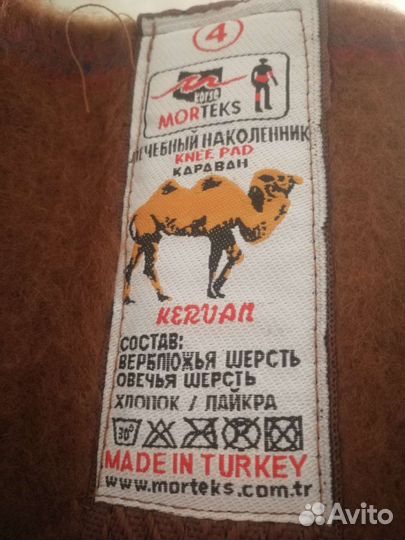 4
korse
MORTEKS
ЛЕЧЕБНЫЙ НАКОЛЕННИК
KNEE PAD
КАРАВАН
KERVAN
СОСТАВ:
ВЕРБЛЮЖЬЯ ШЕРСТЬ
ОВЕЧЬЯ ШЕРСТЬ
ХЛОПОК / ЛАЙКРА
30°
MADE IN TURKEY
www.morteks.com.tr
Avito